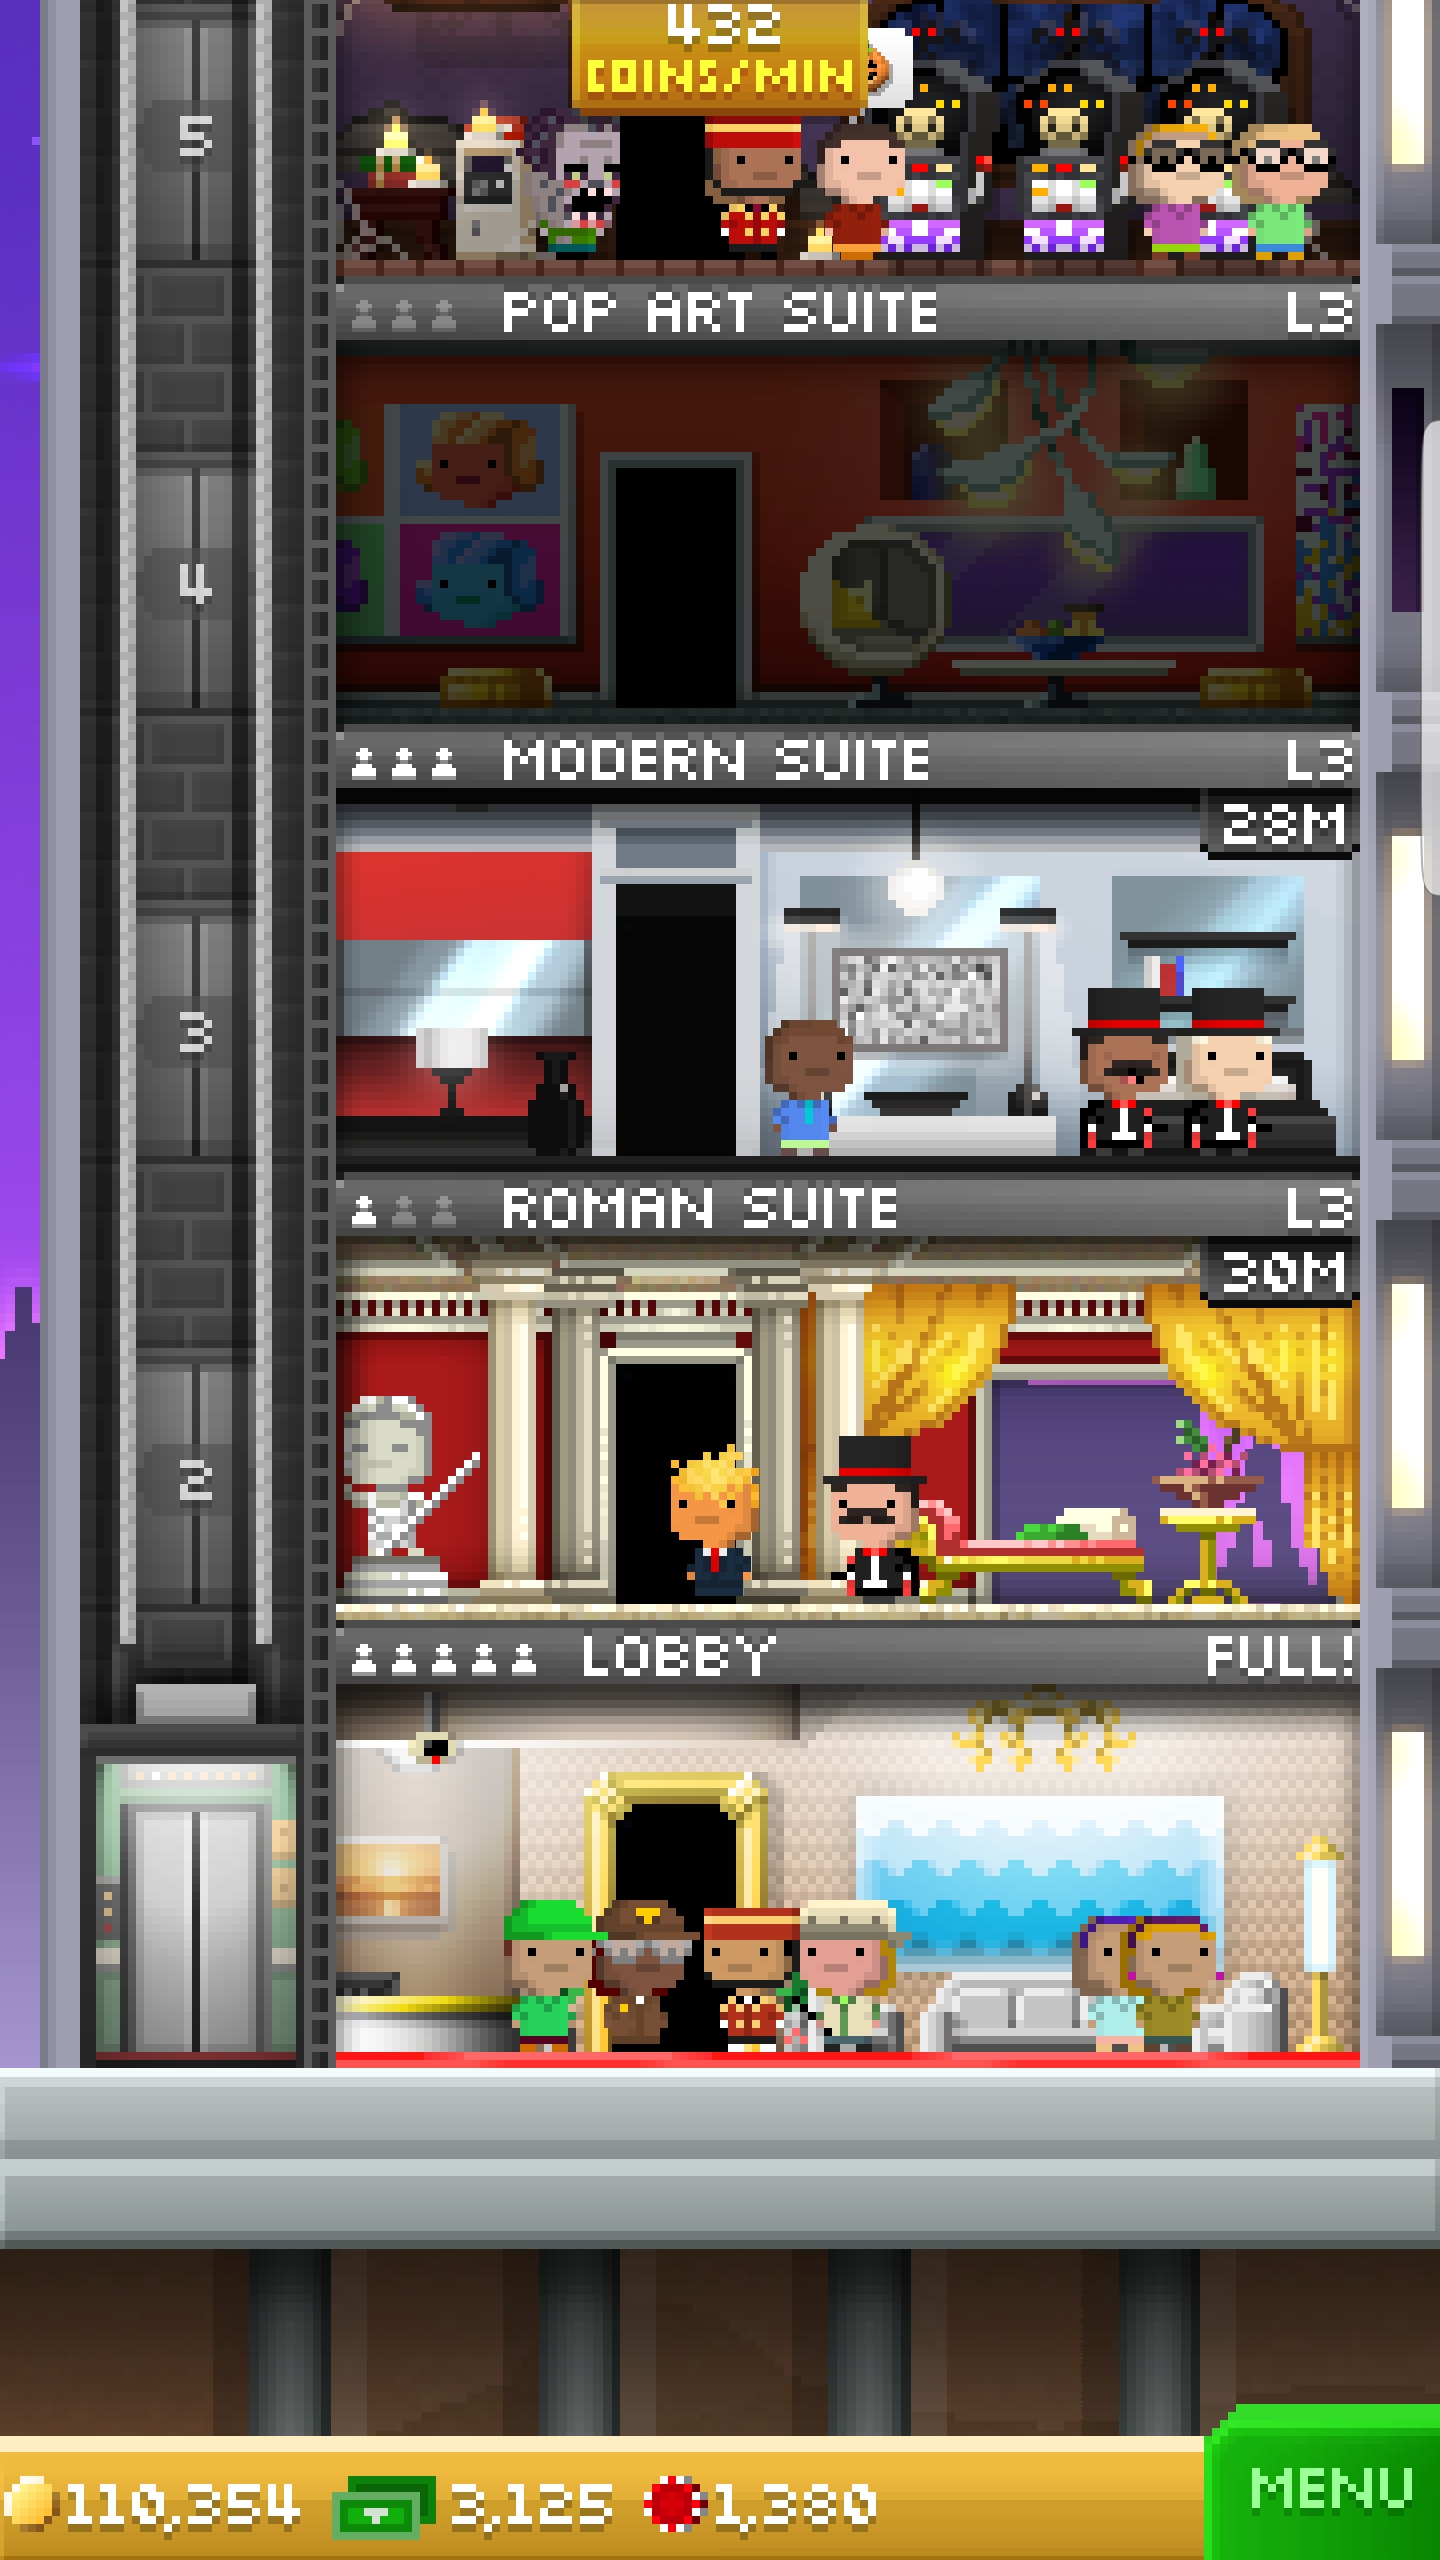 432
COINS/MIN
5
POP ART SUITE L3
4
MODERN SUITE L3
28M
3
ROMAN SUITE L3
30M
2
LOBBY FULL!
110,354 3,125 1,380
MENU